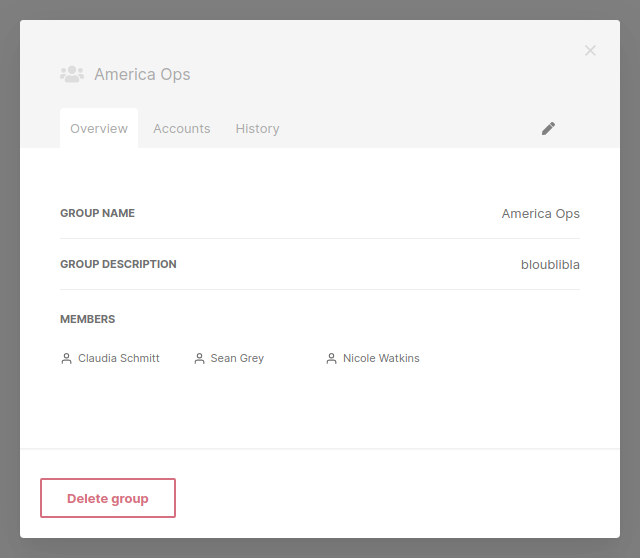 America Ops
Overview Accounts History
GROUP NAME America Ops
GROUP DESCRIPTION bloublibla
MEMBERS
Claudia Schmitt Sean Grey Nicole Watkins
Delete group